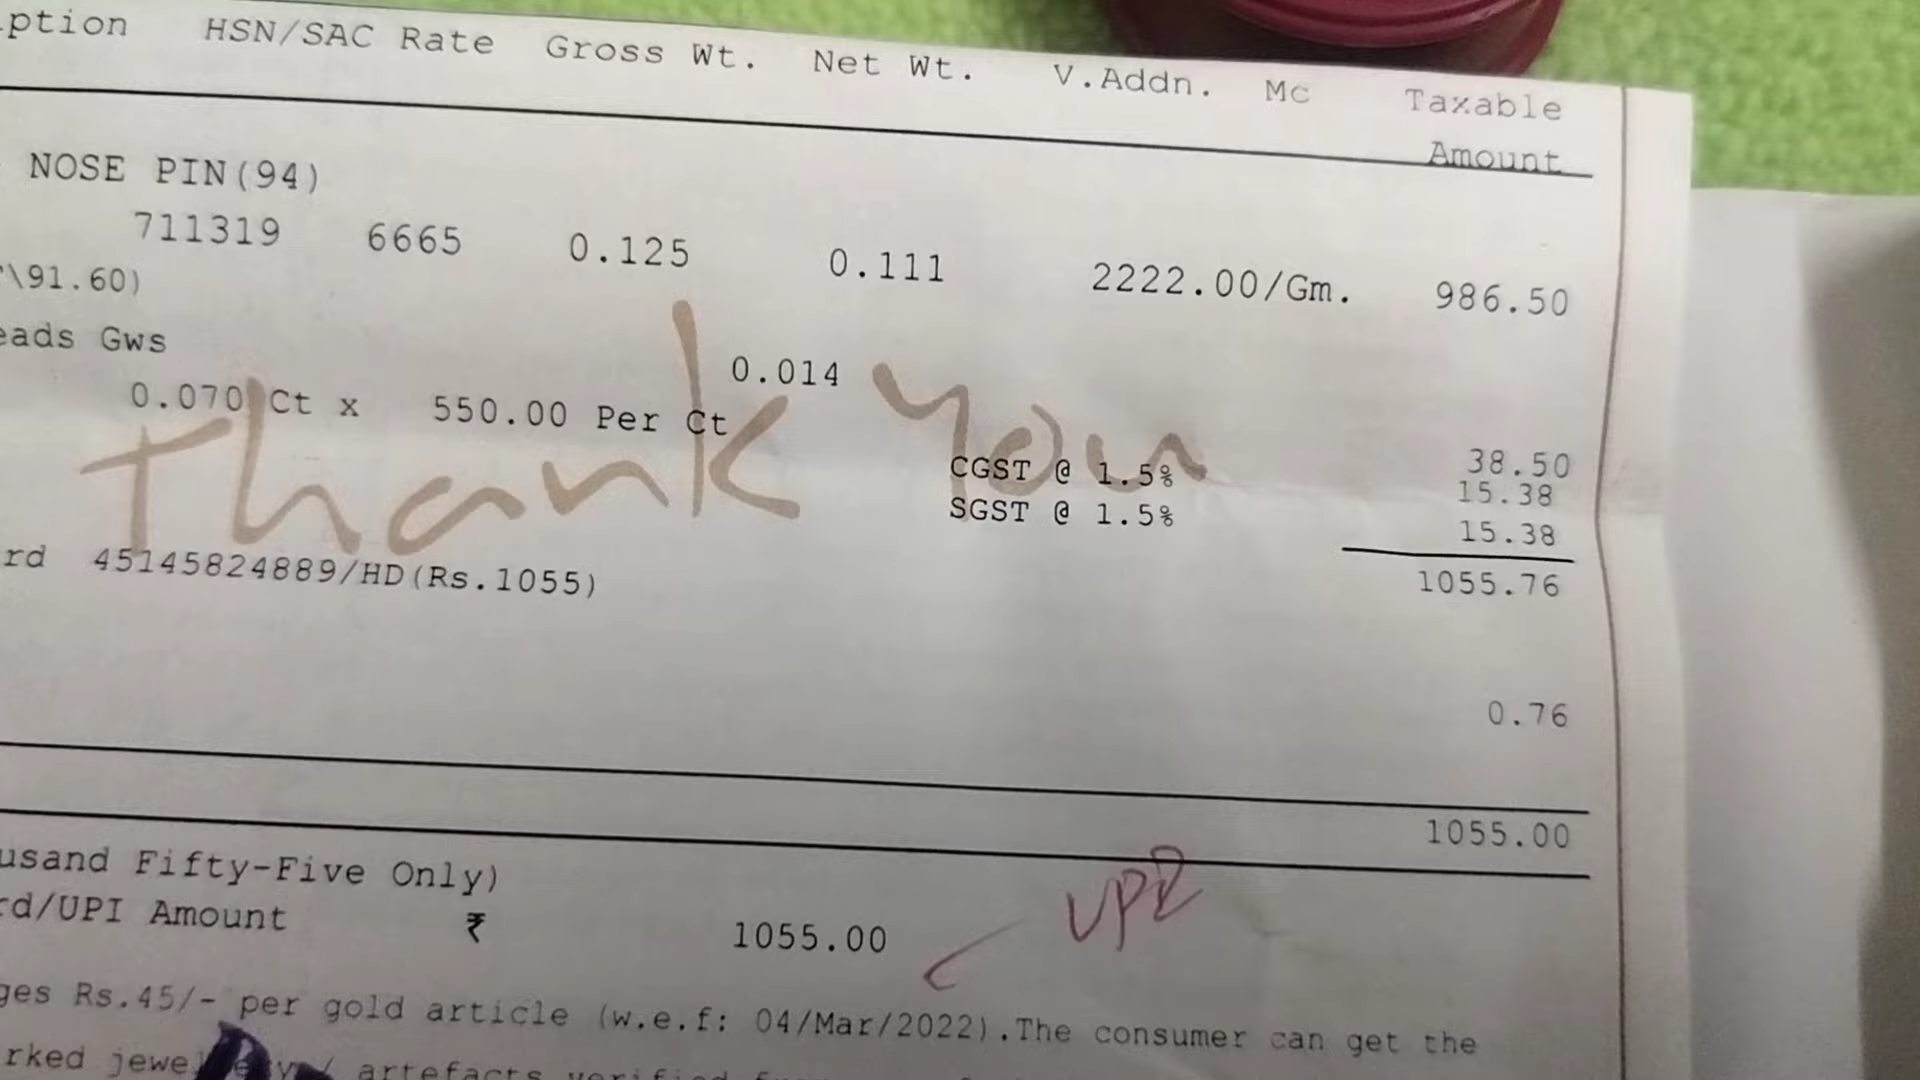 ption HSN/SAC Rate Gross Wt. Net Wt. V.Addn. Mc Taxable
Amount
NOSE PIN(94)
711319 6665 0.125 0.111 2222.00/Gm. 986.50
\91.60)
eads Gws 0.014
0.070 Ct x 550.00 Per Ct 38.50
Thank You
CGST @ 1.5% 15.38
SGST @ 1.5% 15.38
rd 45145824889/HD(Rs.1055) 1055.76
0.76
1055.00
usand Fifty-Five Only)
rd/UPI Amount ₹ 1055.00
UPI
ges Rs.45/- per gold article (w.e.f: 04/Mar/2022).The consumer can get the
rked artefacts verified